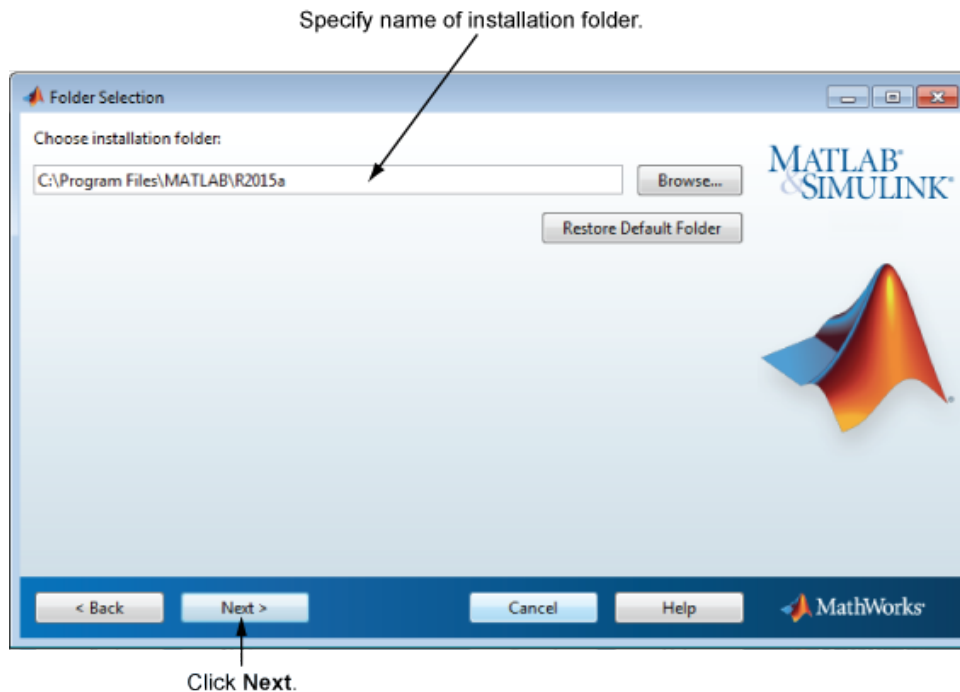 Specify name of installation folder.
Folder Selection
Choose installation folder:
C:\Program Files\MATLAB\R2015a
Browse...
Restore Default Folder
MATLAB®
&SIMULINK®
®
< Back
Next >
Cancel
Help
MathWorks®
Click Next.